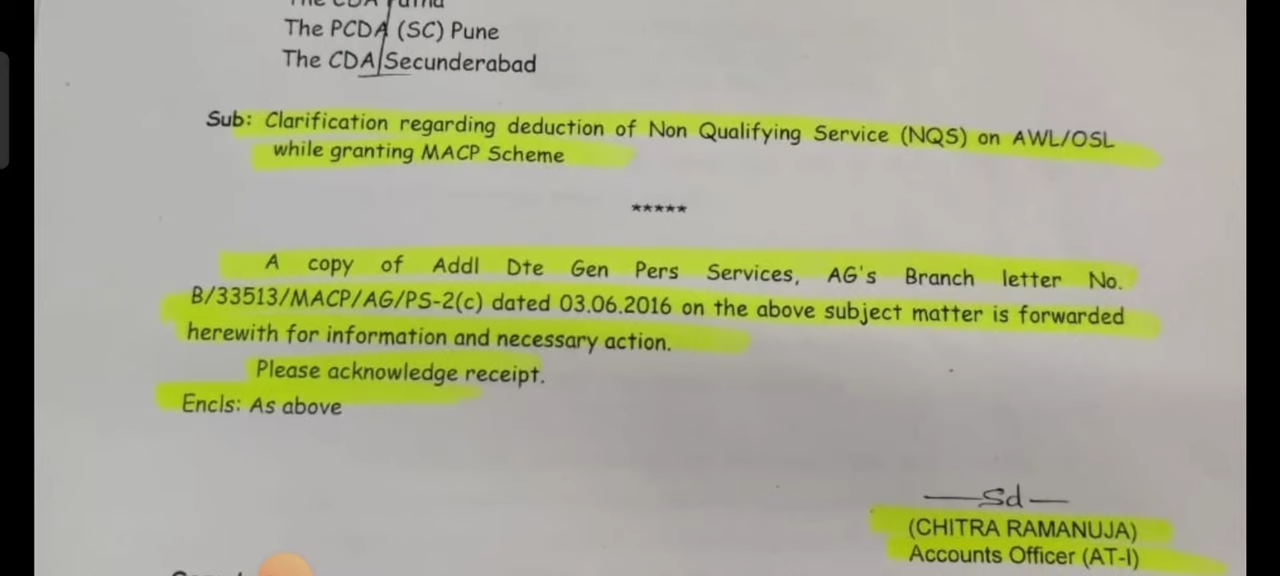 The CDA Patna
The PCDA (SC) Pune
The CDA Secunderabad
Sub: Clarification regarding deduction of Non Qualifying Service (NQS) on AWL/OSL
while granting MACP Scheme
*****
A copy of Addl Dte Gen Pers Services, AG's Branch letter No.
B/33513/MACP/AG/PS-2(c) dated 03.06.2016 on the above subject matter is forwarded
herewith for information and necessary action.
Please acknowledge receipt.
Encls: As above
—Sd—
(CHITRA RAMANUJA)
Accounts Officer (AT-I)